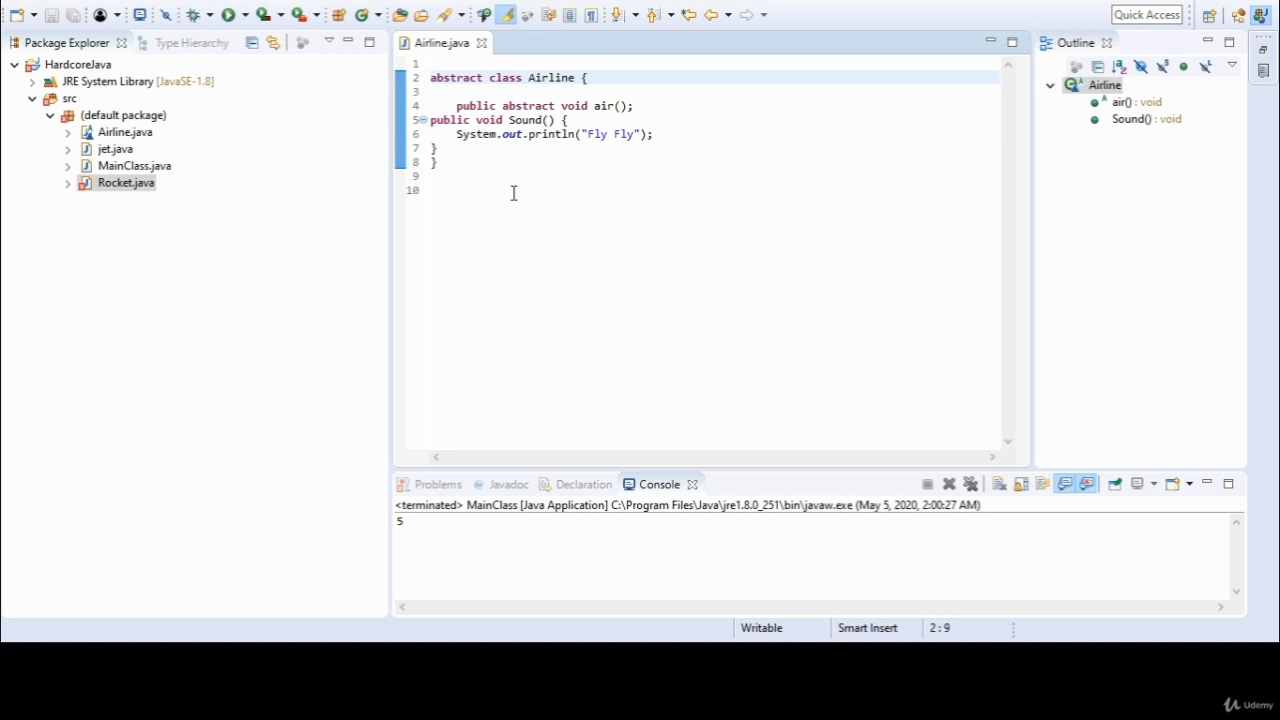 Quick Access
Package Explorer
Type Hierarchy
HardcoreJava
JRE System Library [JavaSE-1.8]
src
(default package)
Airline.java
jet.java
MainClass.java
Rocket.java
Airline.java
1
2 abstract class Airline {
3
4 public abstract void air();
5 public void Sound() {
6 System.out.println("Fly Fly");
7 }
8 }
9
10
Outline
Airline
air() : void
Sound() : void
Problems
Javadoc
Declaration
Console
<terminated> MainClass [Java Application] C:\Program Files\Java\jre1.8.0_251\bin\javaw.exe (May 5, 2020, 2:00:27 AM)
5
Writable
Smart Insert
2 : 9
Udemy